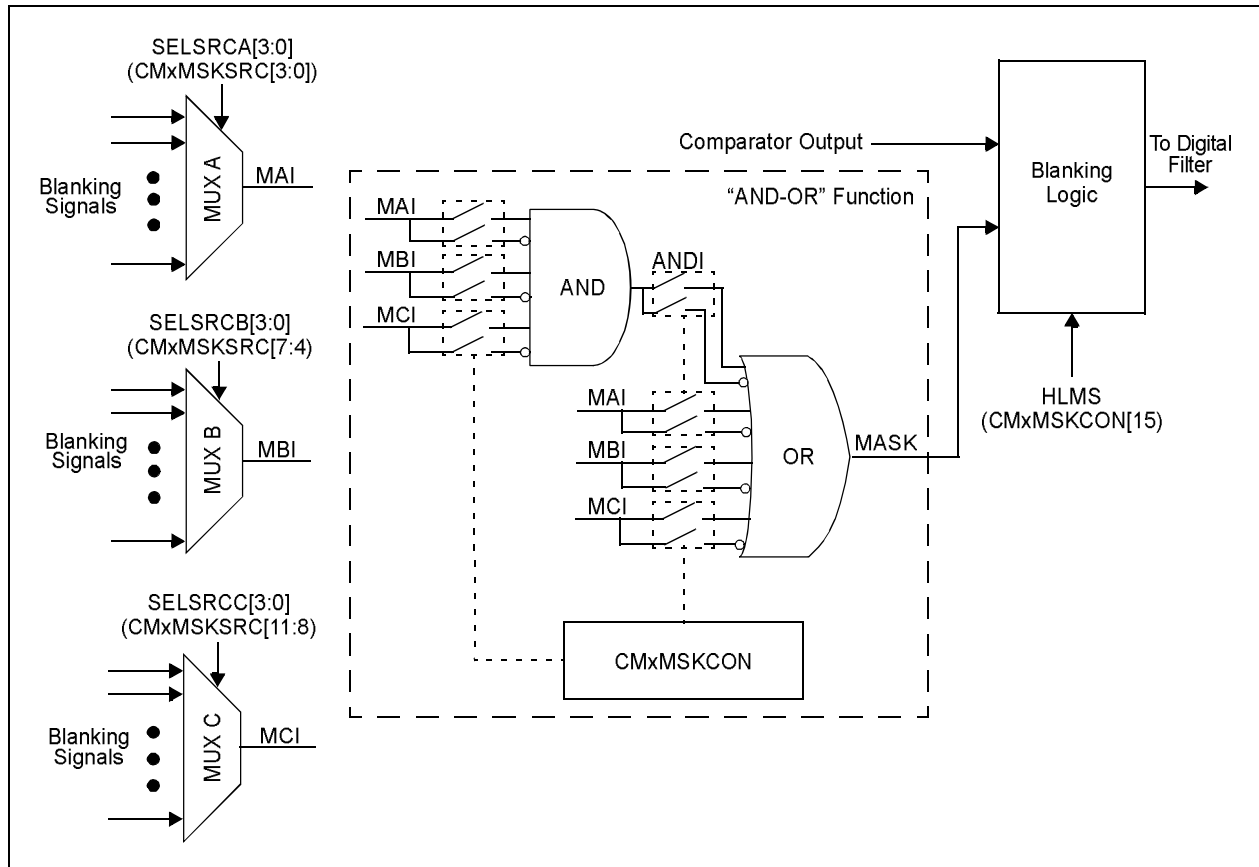 SELSRCA[3:0]
(CMxMSKSRC[3:0])
Blanking
Signals
MUX A
MAI
SELSRCB[3:0]
(CMxMSKSRC[7:4)
Blanking
Signals
MUX B
MBI
SELSRCC[3:0]
(CMxMSKSRC[11:8)
Blanking
Signals
MUX C
MCI
“AND-OR” Function
MAI
MBI
MCI
AND
ANDI
MAI
MBI
MCI
OR
MASK
CMxMSKCON
Comparator Output
Blanking
Logic
To Digital
Filter
HLMS
(CMxMSKCON[15)